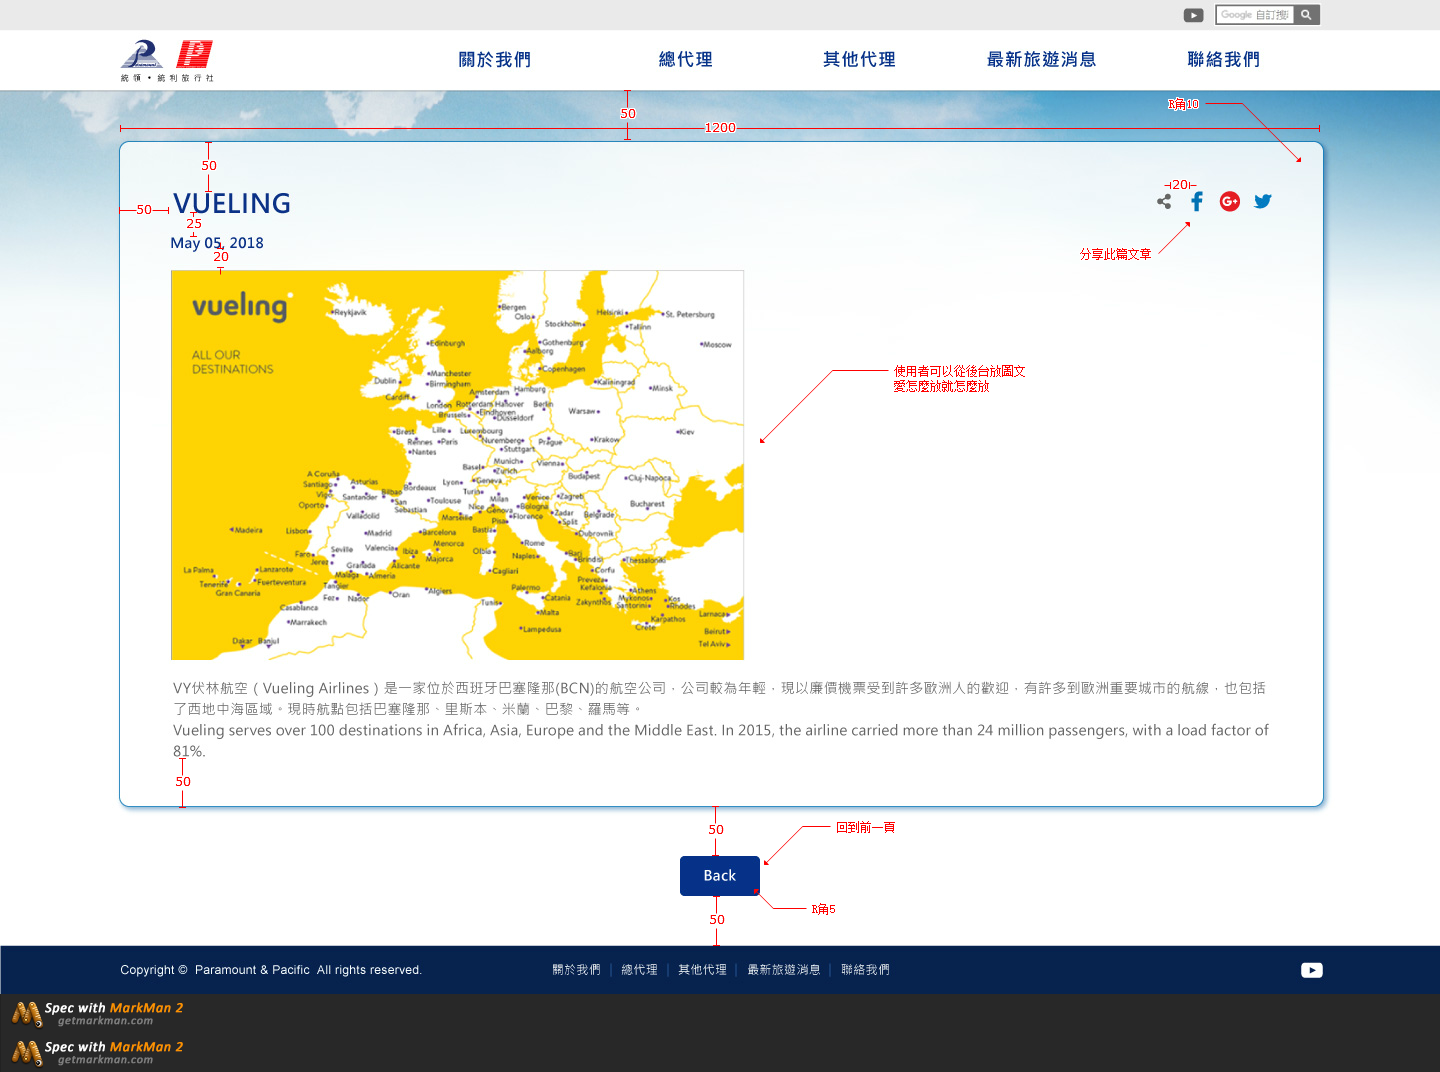 Google 自訂搜
統領・統利旅行社
關於我們
總代理
其他代理
最新旅遊消息
聯絡我們
50
R角10
1200
50
50
VUELING
25
20
May 05, 2018
20
分享此篇文章
vueling
ALL OUR
DESTINATIONS
Reykjavik
Bergen
Oslo
Stockholm
Helsinki
St. Petersburg
Tallinn
Moscow
Edinburgh
Gothenburg
Aalborg
Copenhagen
Dublin
Manchester
Birmingham
Kaliningrad
Minsk
Cardiff
London
Amsterdam
Hamburg
Rotterdam
Hanover
Berlin
Brussels
Eindhoven
Düsseldorf
Warsaw
Brest
Lille
Luxembourg
Kiev
Rennes
Paris
Nuremberg
Prague
Krakow
Nantes
Stuttgart
Basel
Munich
Zürich
Vienna
A Coruña
Santiago
Asturias
Lyon
Geneva
Budapest
Cluj-Napoca
Vigo
Santander
Bilbao
Bordeaux
Turin
Milan
Venice
Zagreb
Oporto
San
Sebastian
Toulouse
Nice
Genova
Bologna
Bucharest
Valladolid
Marseille
Pisa
Florence
Zadar
Belgrade
Split
Madeira
Lisbon
Madrid
Barcelona
Bastia
Dubrovnik
Faro
Seville
Valencia
Ibiza
Menorca
Majorca
Olbia
Rome
Naples
Bari
Brindisi
Thessaloniki
Jerez
Granada
Alicante
La Palma
Lanzarote
Malaga
Almeria
Cagliari
Corfu
Tenerife
Fuerteventura
Gran Canaria
Tangier
Fez
Nador
Oran
Algiers
Palermo
Catania
Preveza
Kefalonia
Athens
Casablanca
Tunis
Zakynthos
Mykonos
Santorini
Kos
Rhodes
Marrakech
Malta
Karpathos
Larnaca
Lampedusa
Crete
Beirut
Dakar
Banjul
Tel Aviv
使用者可以從後台放圖文
愛怎麼放就怎麼放
VY伏林航空 ( Vueling Airlines ) 是一家位於西班牙巴塞隆那(BCN)的航空公司，公司較為年輕，現以廉價機票受到許多歐洲人的歡迎，有許多到歐洲重要城市的航線，也包括
了西地中海區域。現時航點包括巴塞隆那、里斯本、米蘭、巴黎、羅馬等。
Vueling serves over 100 destinations in Africa, Asia, Europe and the Middle East. In 2015, the airline carried more than 24 million passengers, with a load factor of
81%.
50
50
回到前一頁
Back
R角5
50
Copyright © Paramount & Pacific All rights reserved.
關於我們 | 總代理 | 其他代理 | 最新旅遊消息 | 聯絡我們
Spec with MarkMan 2
getmarkman.com
Spec with MarkMan 2
getmarkman.com